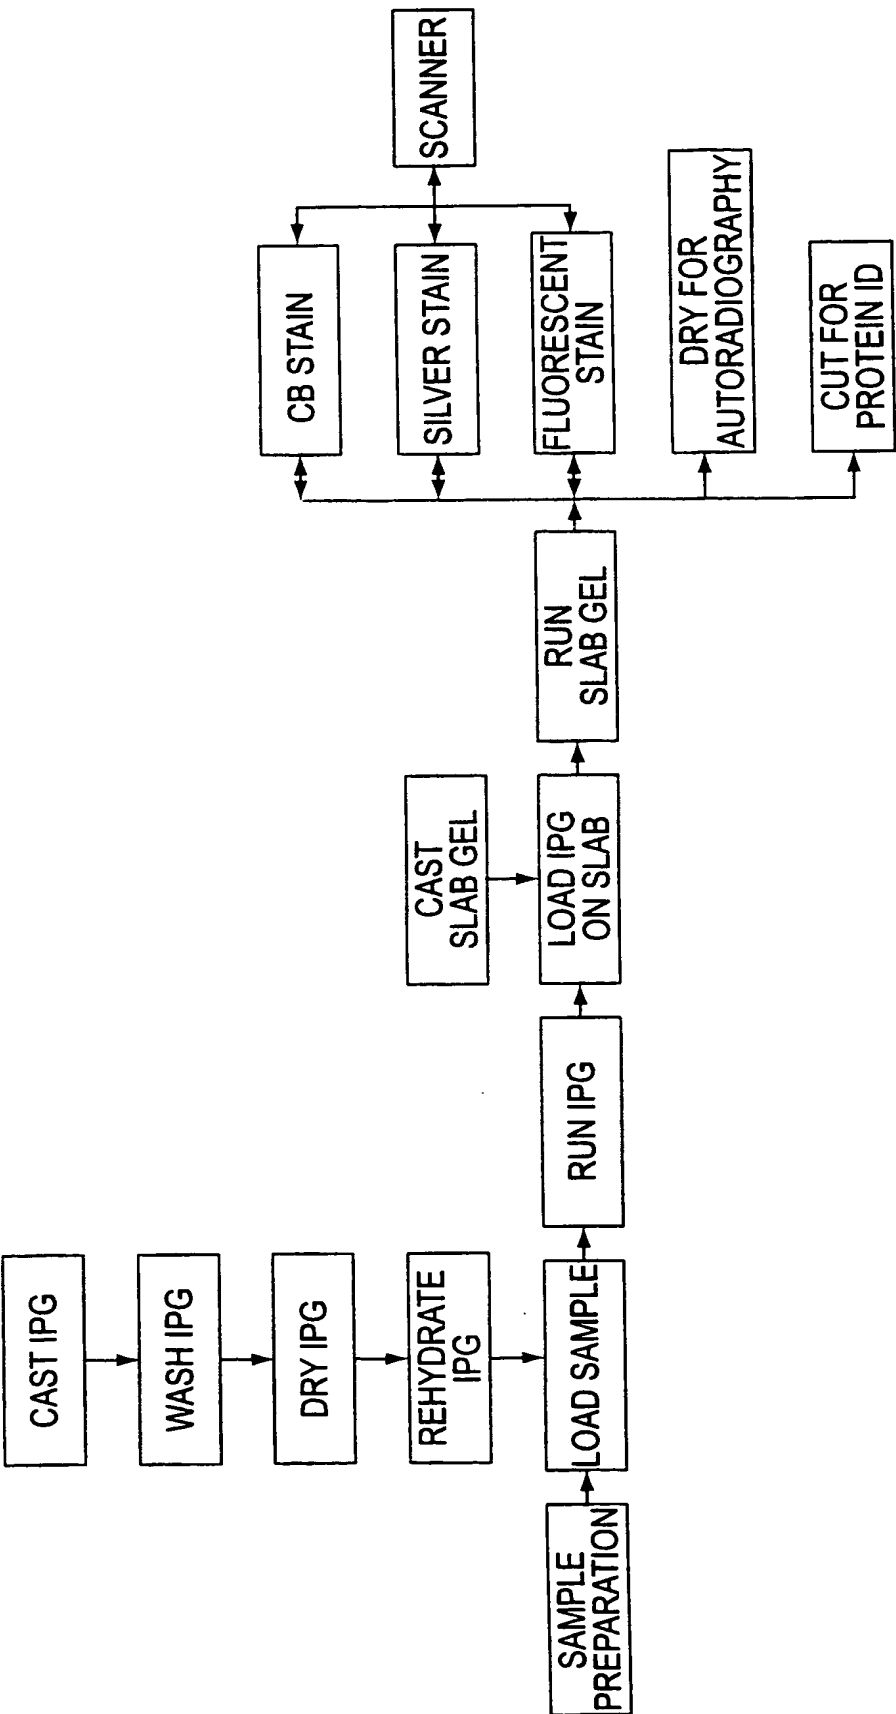 CAST IPG
WASH IPG
DRY IPG
REHYDRATE
IPG
SAMPLE
PREPARATION
LOAD SAMPLE
RUN IPG
CAST
SLAB GEL
LOAD IPG
ON SLAB
RUN
SLAB GEL
CB STAIN
SILVER STAIN
FLUORESCENT
STAIN
DRY FOR
AUTORADIOGRAPHY
CUT FOR
PROTEIN ID
SCANNER